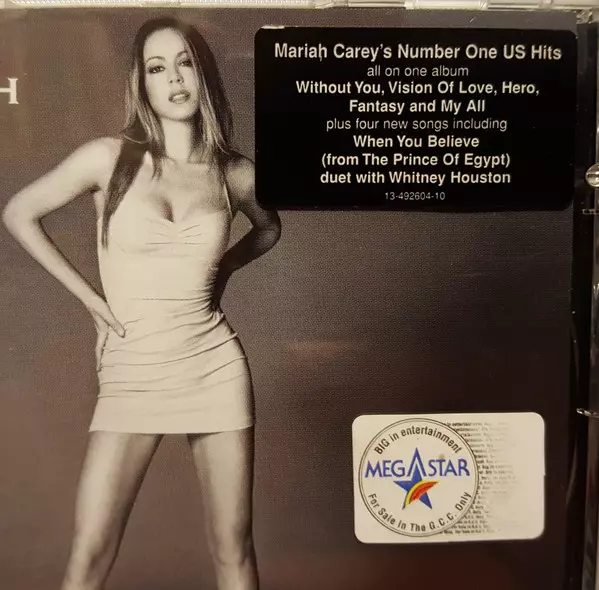 H
Mariah Carey's Number One US Hits
all on one album
Without You, Vision Of Love, Hero,
Fantasy and My All
plus four new songs including
When You Believe
(from The Prince Of Egypt)
duet with Whitney Houston
13-492604-10
BIG in entertainment
MEGASTAR
For Sale In The G.C.C. Only